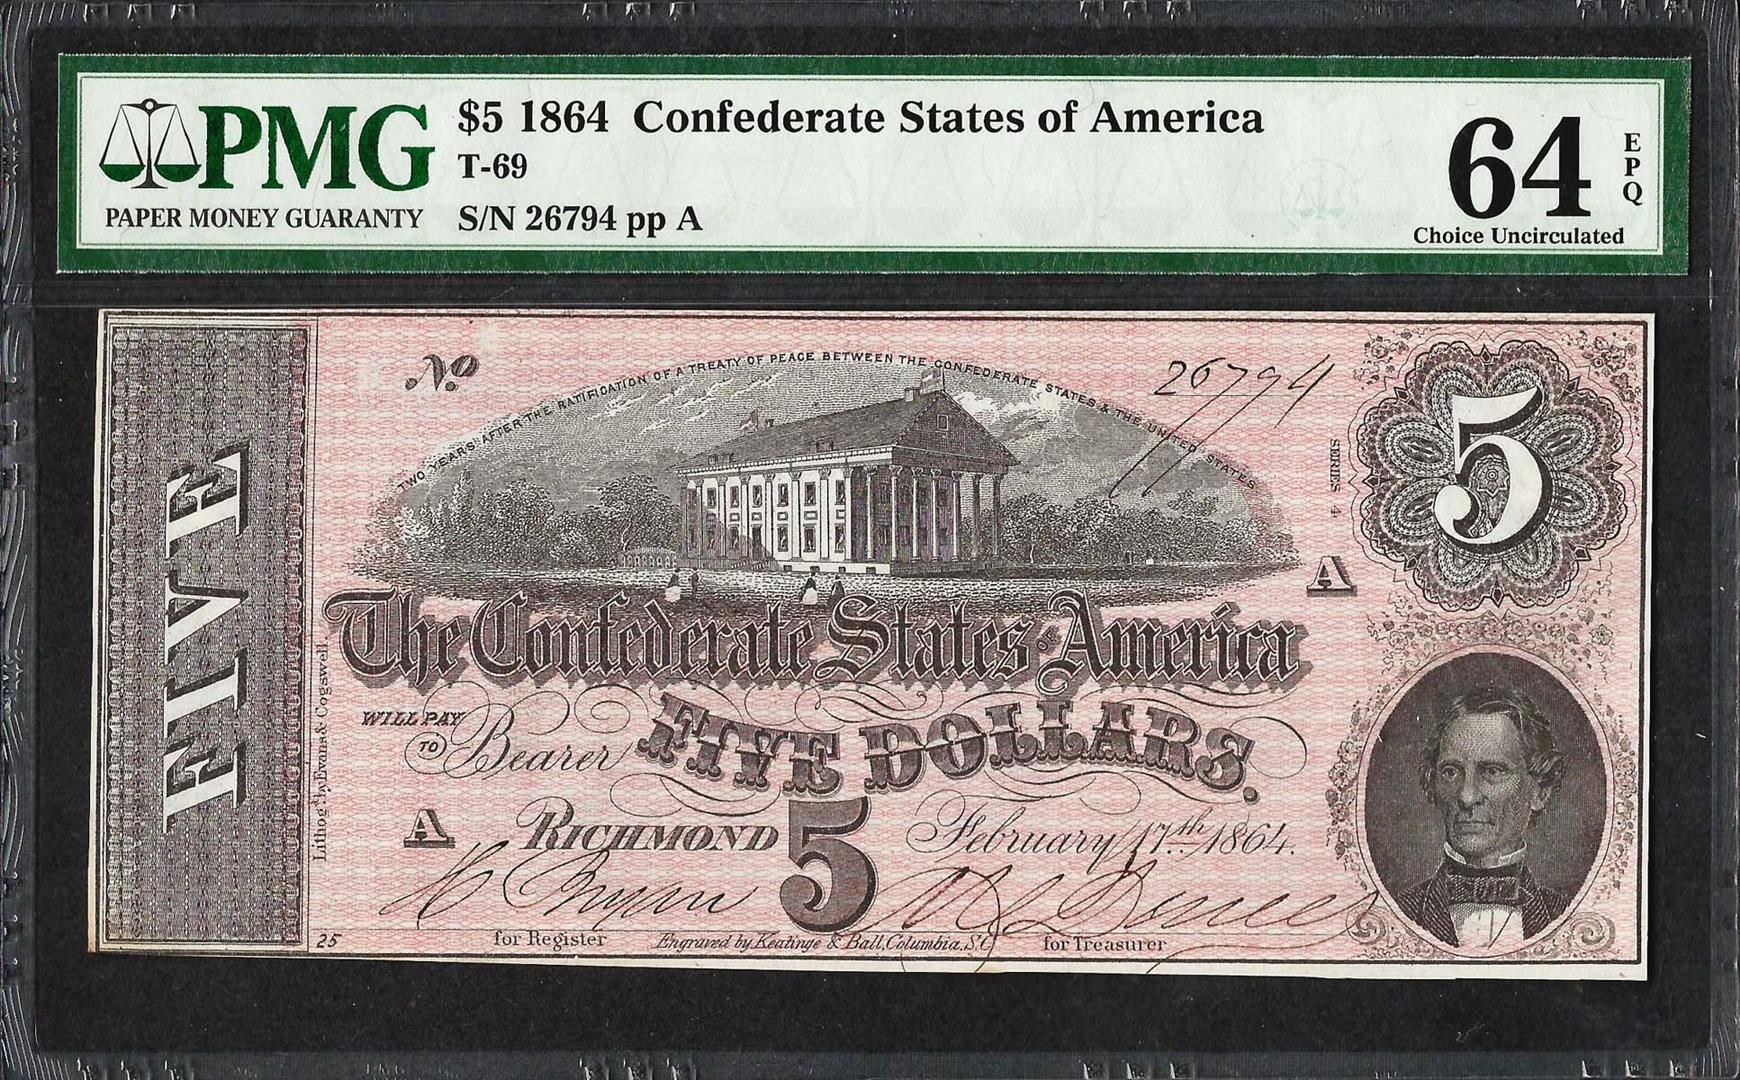 PMG
PAPER MONEY GUARANTY
$5 1864 Confederate States of America
T-69
S/N 26794 pp A
64
EPQ
Choice Uncirculated
FIVE
No
26794
TWO YEARS AFTER THE RATIFICATION OF A TREATY OF PEACE BETWEEN THE CONFEDERATE STATES & THE UNITED STATES
SERIES 4
5
A
The Confederate States America
WILL PAY
TO Bearer
FIVE DOLLARS.
A RICHMOND 5 February 17th 1864.
Lithog'd by Evans & Cogswell
25
for Register
Engraved by Keatinge & Ball, Columbia, S.C.
for Treasurer